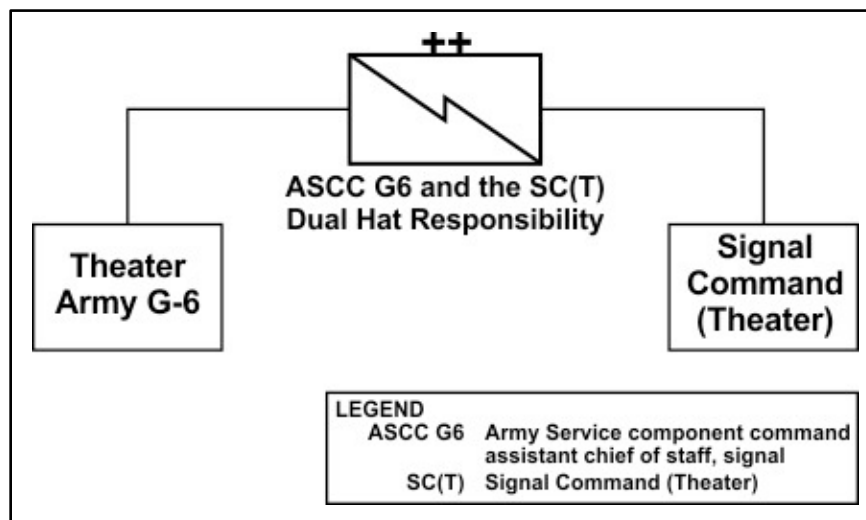 ASCC G6 and the SC(T)
Dual Hat Responsibility
Theater
Army G-6
Signal
Command
(Theater)
LEGEND
ASCC G6 Army Service component command
assistant chief of staff, signal
SC(T) Signal Command (Theater)